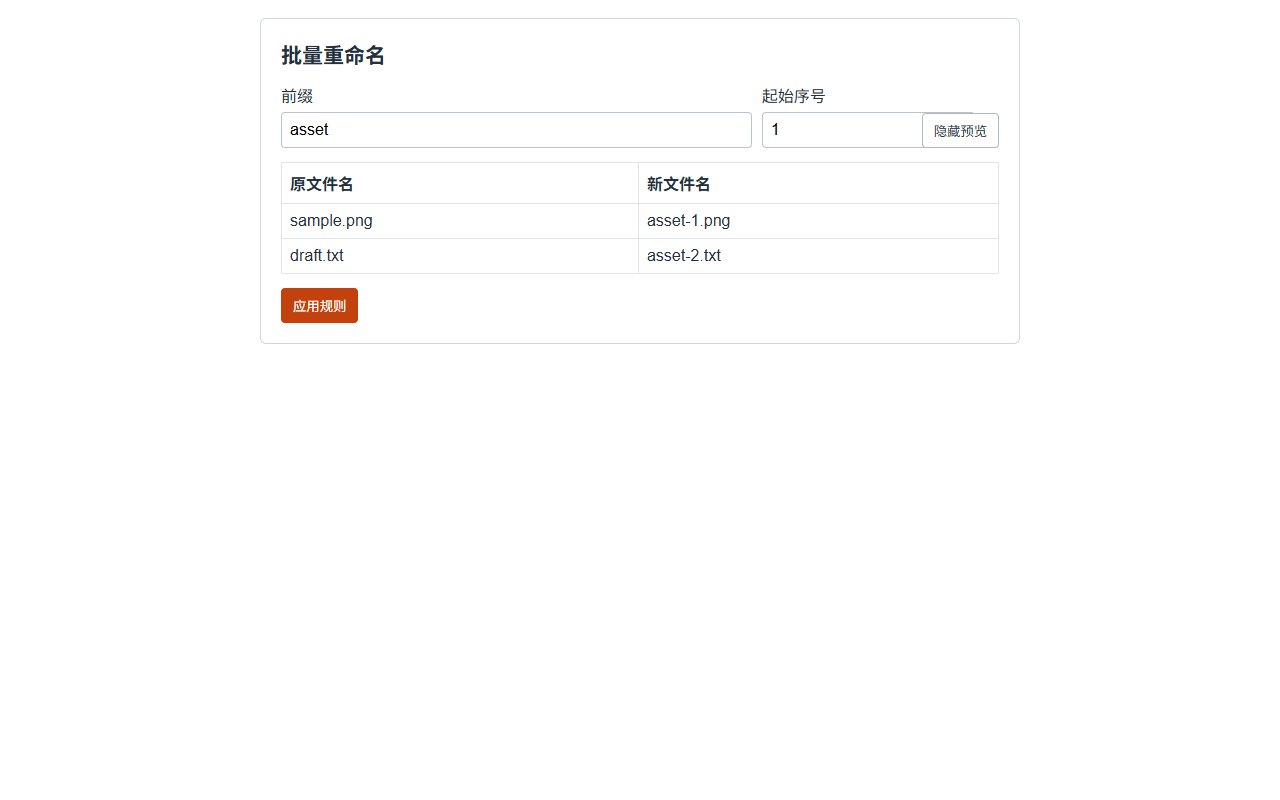 批量重命名
前缀 起始序号
asset 1 隐藏预览
原文件名 新文件名
sample.png asset-1.png
draft.txt asset-2.txt
应用规则